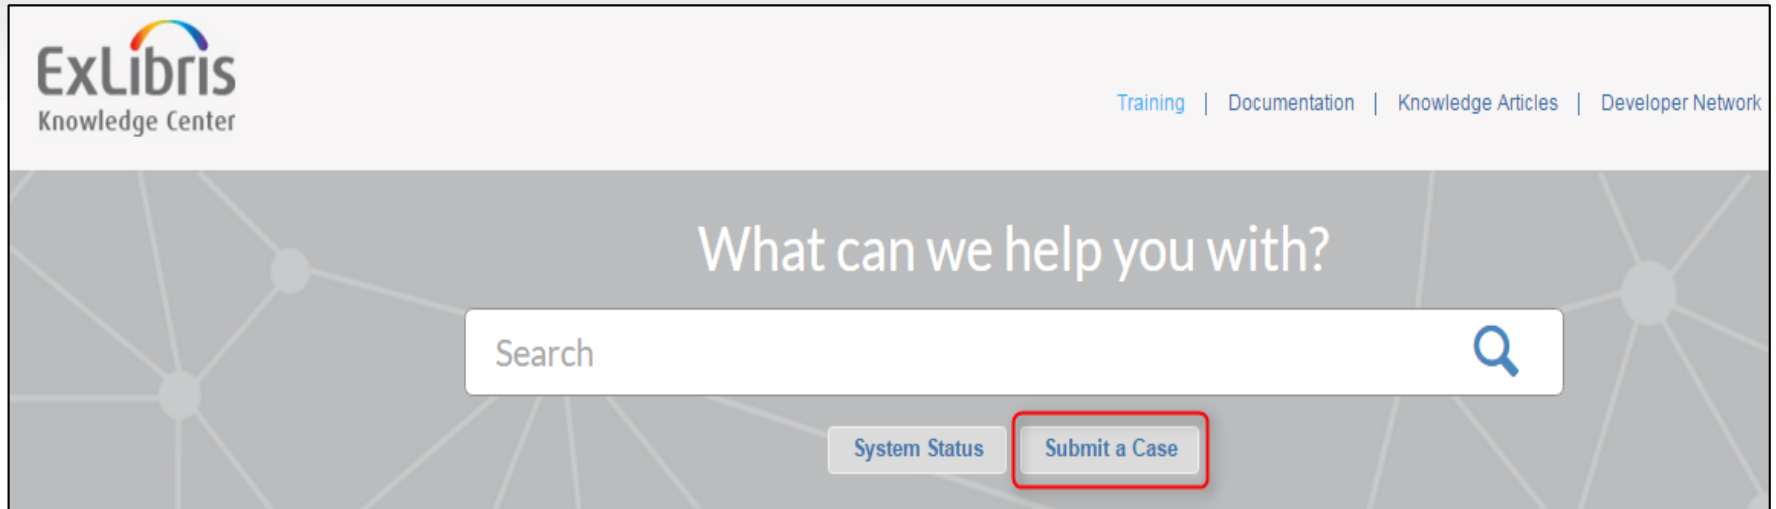 ExLibris
Knowledge Center
Training | Documentation | Knowledge Articles | Developer Network
What can we help you with?
Search
System Status Submit a Case